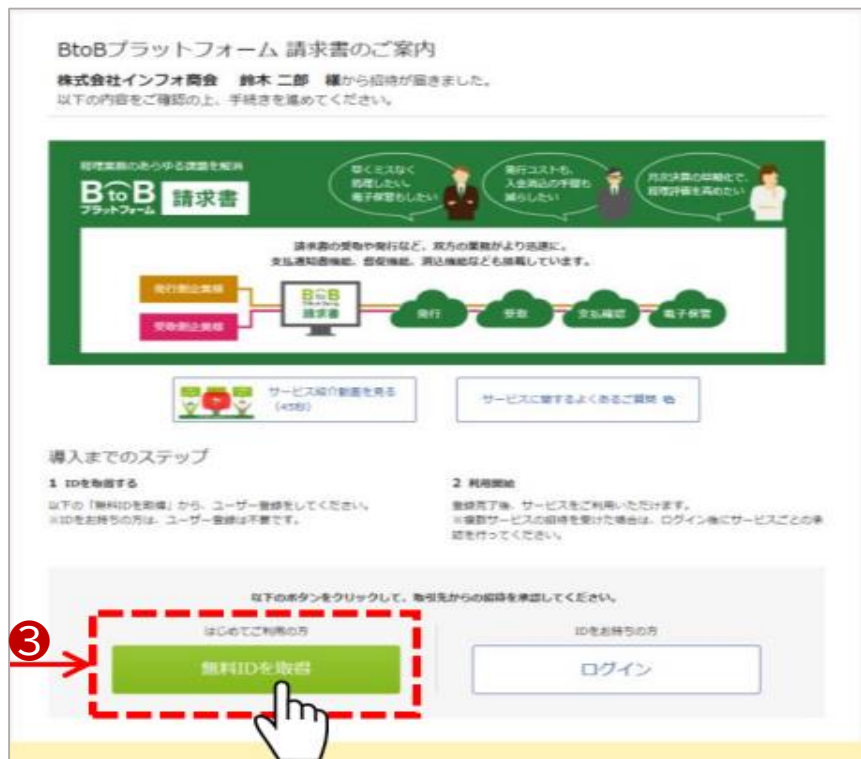 BtoBプラットフォーム 請求書のご案内
株式会社インフォ商会 鈴木 二郎 様から招待が届きました。
以下の内容をご確認の上、手続きを進めてください。
経理業務のあらゆる課題を解決
BtoB
プラットフォーム
請求書
早くミスなく
処理したい。
電子保管もしたい
発行コストも、
入金消込の手間も
減らしたい
月次決算の早期化で、
経理評価を高めたい
請求書の受取や発行など、双方の業務がより迅速に。
支払通知書機能、督促機能、消込機能なども搭載しています。
発行側企業様
受取側企業様
BtoB
プラットフォーム
請求書
発行
受取
支払確認
電子保管
サービス紹介動画を見る
(45秒)
サービスに関するよくあるご質問
導入までのステップ
1 IDを取得する
以下の「無料IDを取得」から、ユーザー登録をしてください。
※IDをお持ちの方は、ユーザー登録は不要です。
2 利用開始
登録完了後、サービスをご利用いただけます。
※複数サービスの招待を受けた場合は、ログイン後にサービスごとの承
認を行ってください。
以下のボタンをクリックして、取引先からの招待を承認してください。
3
はじめてご利用の方
無料IDを取得
IDをお持ちの方
ログイン